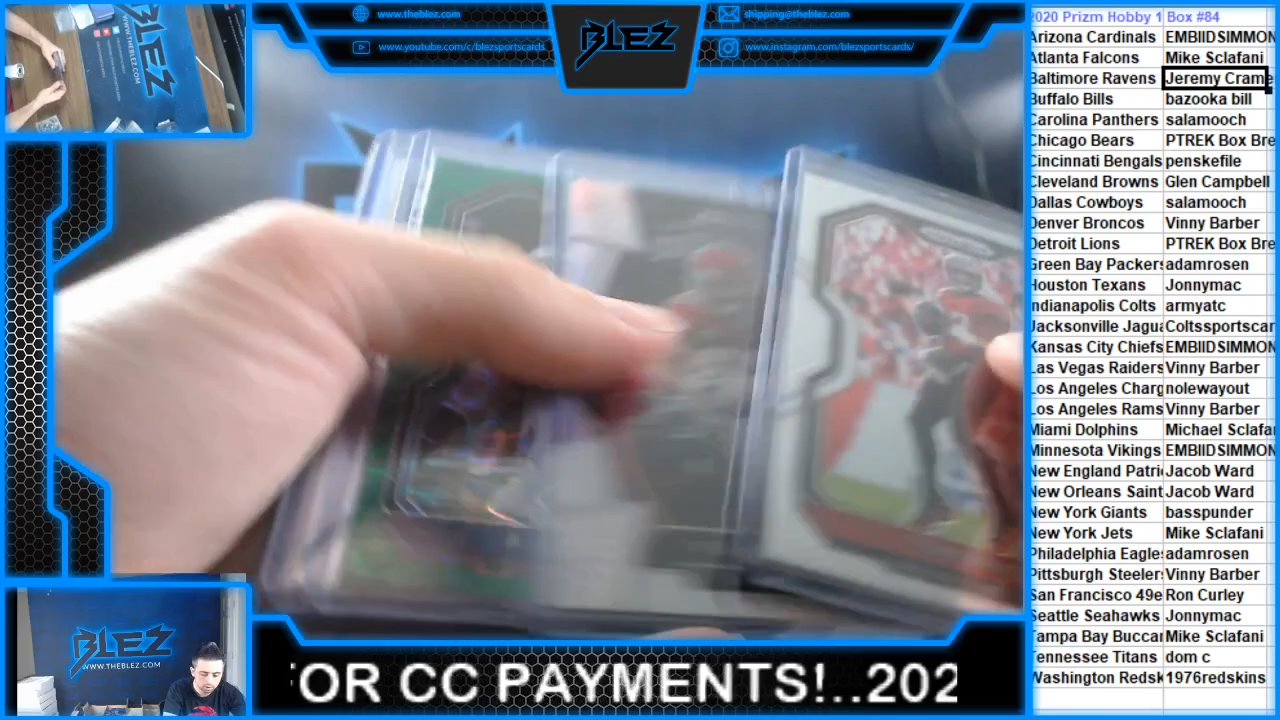 www.theblez.com
shipping@theblez.com
www.youtube.com/c/blezsportscards
www.instagram.com/blezsportscards/
BLEZ
BLEZ
WWW.THEBLEZ.COM
BLEZ
WWW.THEBLEZ.COM
OR CC PAYMENTS!..202
2020 Prizm Hobby 1 Box #84
Arizona Cardinals EMBIIDSIMMON
Atlanta Falcons Mike Sclafani
Baltimore Ravens Jeremy Crame
Buffalo Bills bazooka bill
Carolina Panthers salamooch
Chicago Bears PTREK Box Bre
Cincinnati Bengals penskefile
Cleveland Browns Glen Campbell
Dallas Cowboys salamooch
Denver Broncos Vinny Barber
Detroit Lions PTREK Box Bre
Green Bay Packers adamrosen
Houston Texans Jonnymac
Indianapolis Colts armyatc
Jacksonville Jagua Coltssportscar
Kansas City Chiefs EMBIIDSIMMON
Las Vegas Raiders Vinny Barber
Los Angeles Charg nolewayout
Los Angeles Rams Vinny Barber
Miami Dolphins Michael Sclafa
Minnesota Vikings EMBIIDSIMMON
New England Patri Jacob Ward
New Orleans Saint Jacob Ward
New York Giants basspunder
New York Jets Mike Sclafani
Philadelphia Eagle adamrosen
Pittsburgh Steelers Vinny Barber
San Francisco 49e Ron Curley
Seattle Seahawks Jonnymac
Tampa Bay Buccar Mike Sclafani
Tennessee Titans dom c
Washington Redsk 1976redskins